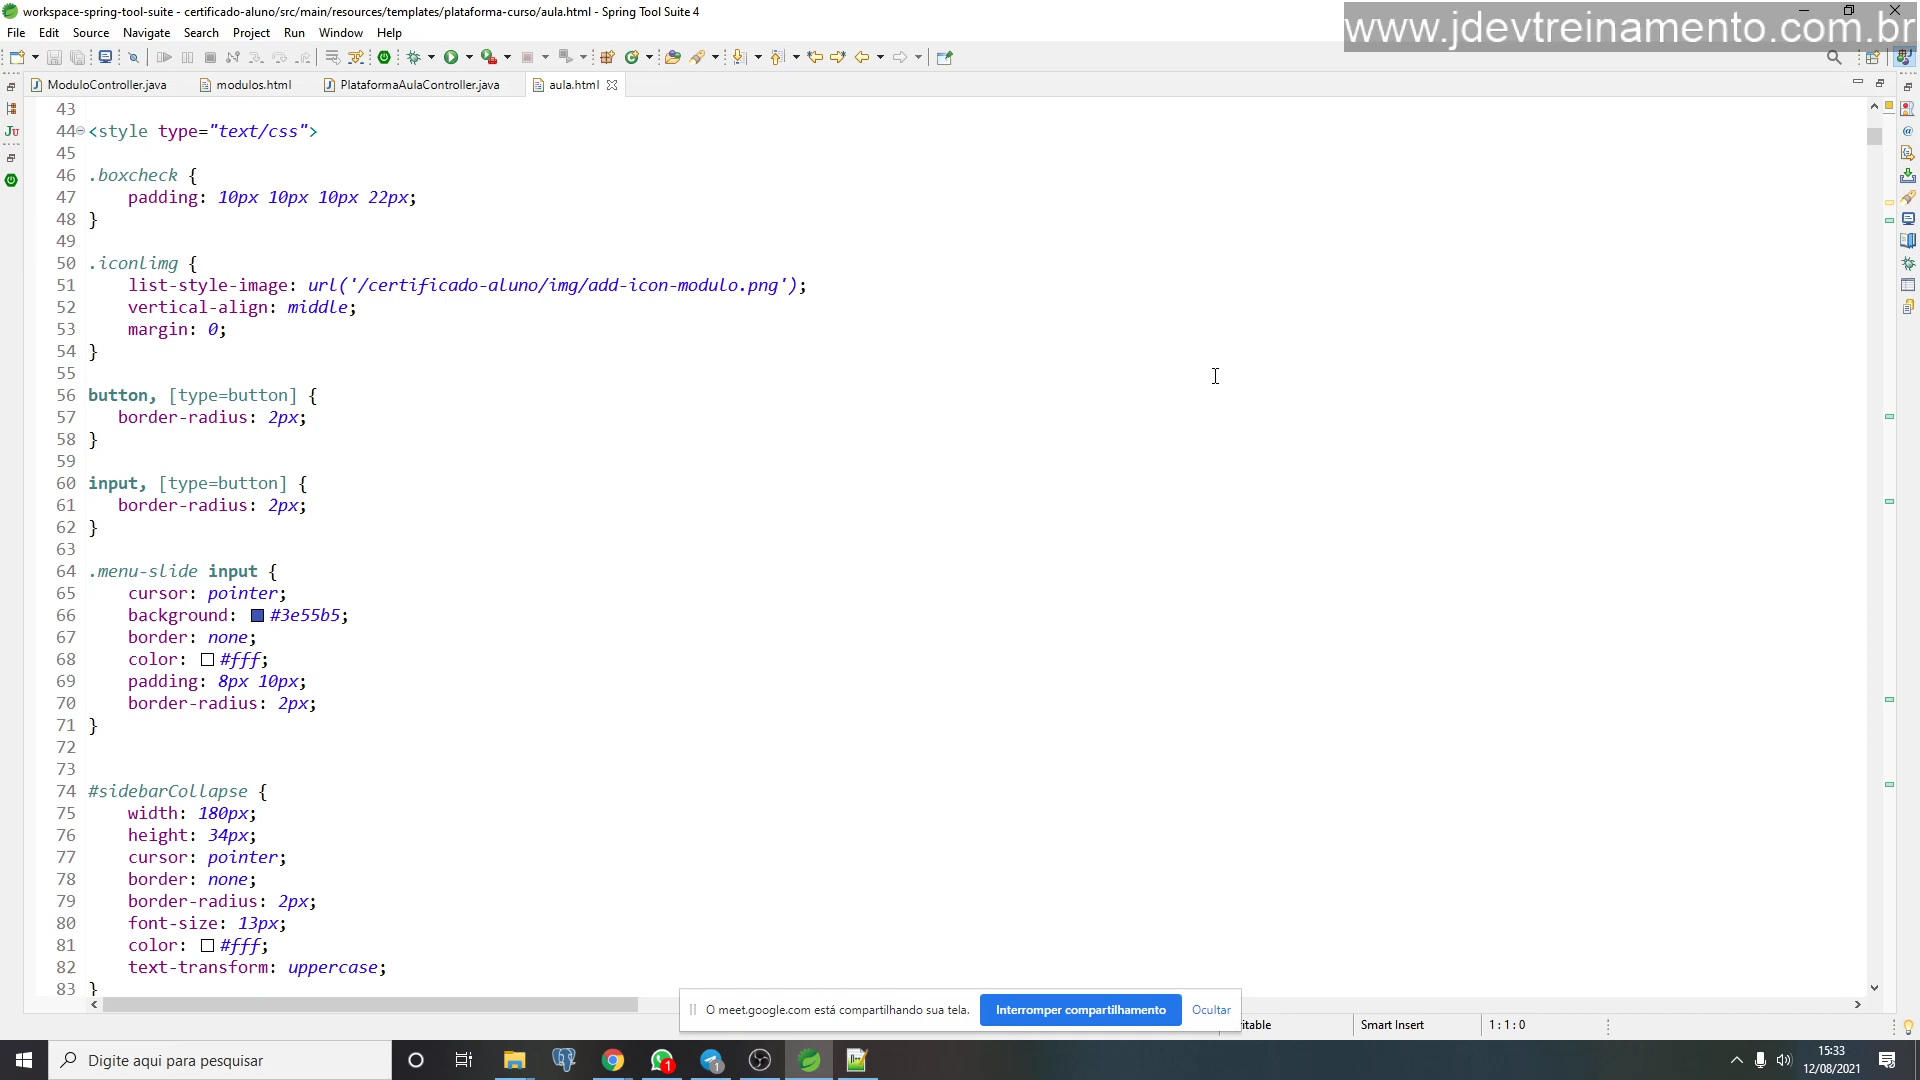 workspace-spring-tool-suite - certificado-aluno/src/main/resources/templates/plataforma-curso/aula.html - Spring Tool Suite 4
www.jdevtreinamento.com.br
File Edit Source Navigate Search Project Run Window Help
ModuloController.java modulos.html PlataformaAulaController.java aula.html
43
44 <style type="text/css">
45
46 .boxcheck {
47 padding: 10px 10px 10px 22px;
48 }
49
50 .iconlimg {
51 list-style-image: url('/certificado-aluno/img/add-icon-modulo.png');
52 vertical-align: middle;
53 margin: 0;
54 }
55
56 button, [type=button] {
57 border-radius: 2px;
58 }
59
60 input, [type=button] {
61 border-radius: 2px;
62 }
63
64 .menu-slide input {
65 cursor: pointer;
66 background: #3e55b5;
67 border: none;
68 color: #fff;
69 padding: 8px 10px;
70 border-radius: 2px;
71 }
72
73
74 #sidebarCollapse {
75 width: 180px;
76 height: 34px;
77 cursor: pointer;
78 border: none;
79 border-radius: 2px;
80 font-size: 13px;
81 color: #fff;
82 text-transform: uppercase;
83 }
O meet.google.com está compartilhando sua tela. Interromper compartilhamento Ocultar
itable Smart Insert 1 : 1 : 0
Digite aqui para pesquisar
15:33
12/08/2021